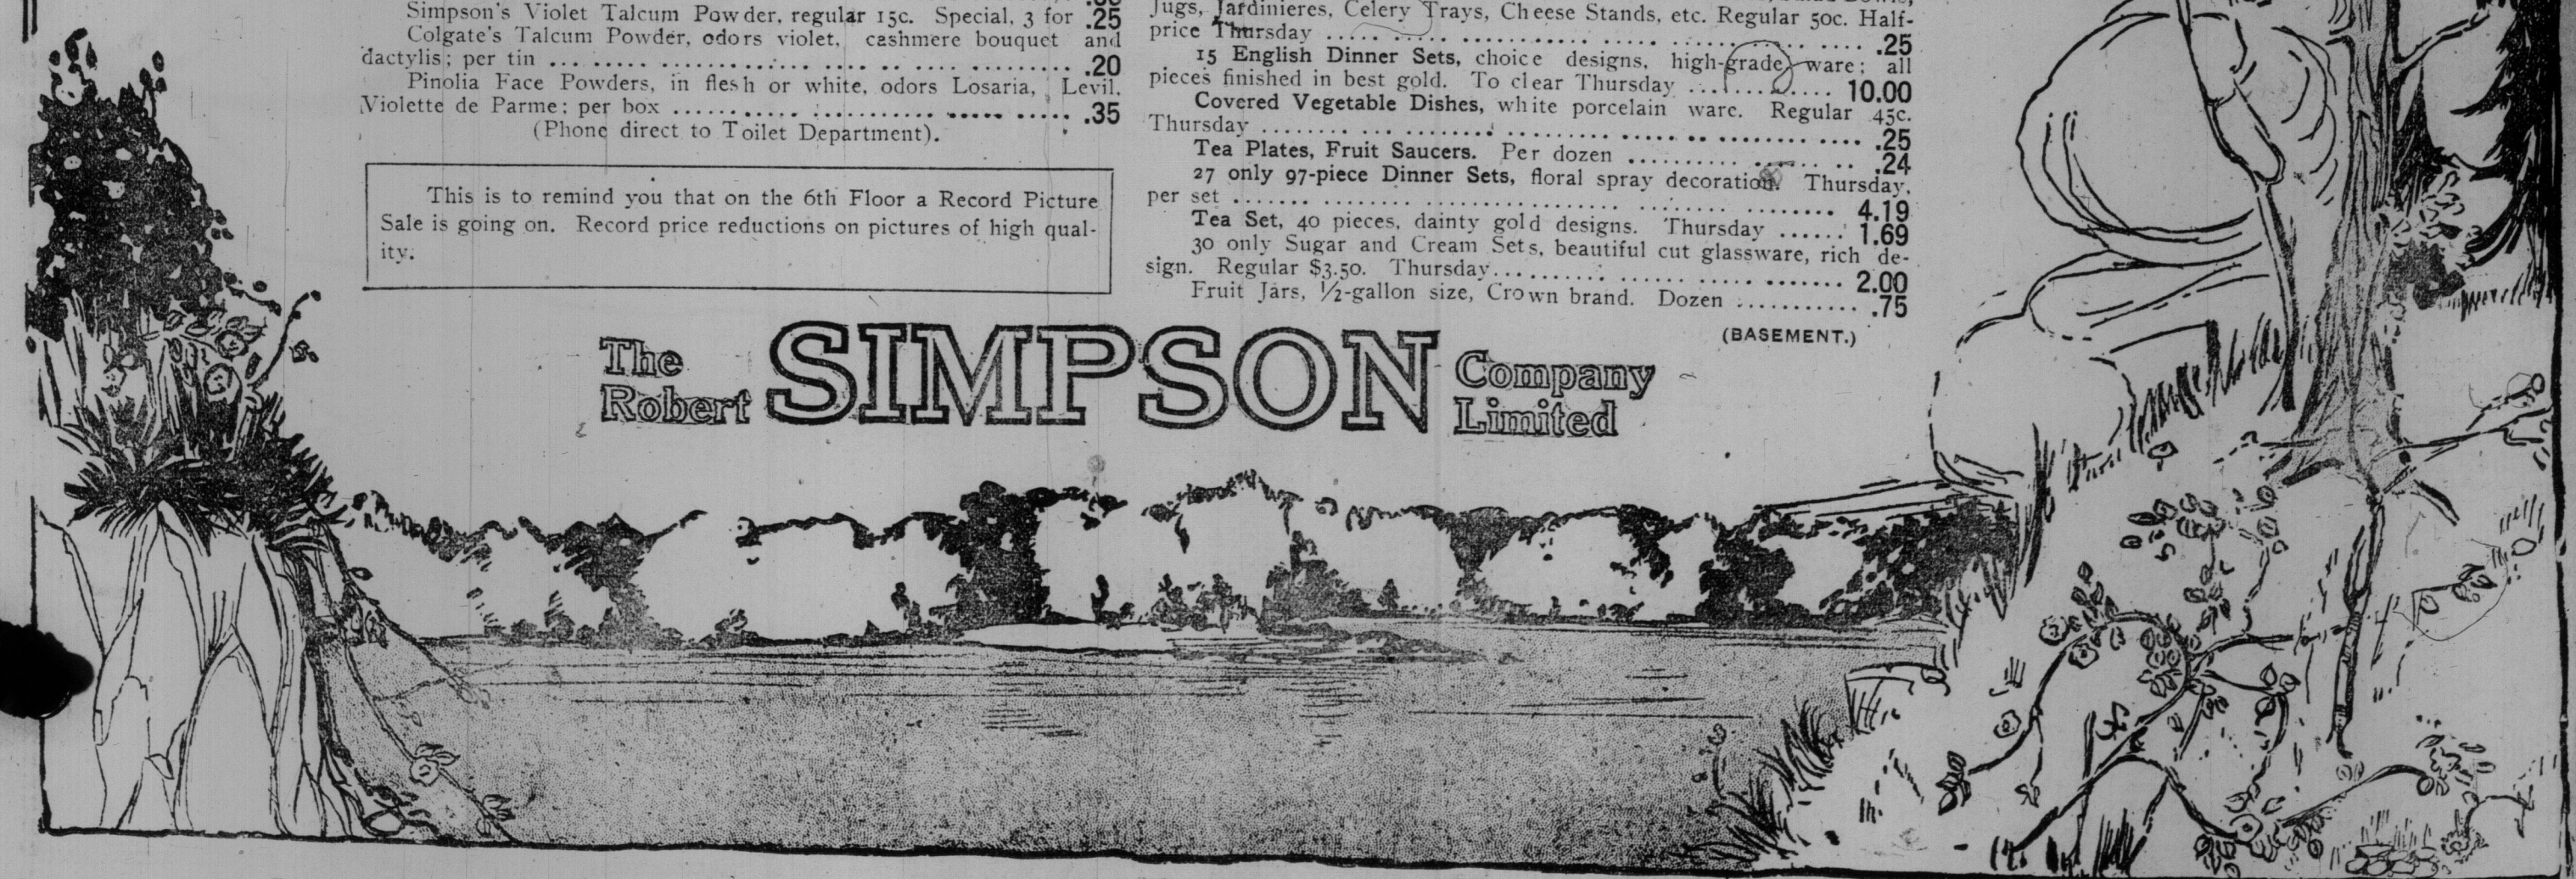 Simpson's Violet Talcum Powder, regular 15c. Special, 3 for .25
Colgate's Talcum Powder, odors violet, cashmere bouquet and
dactylis; per tin .20
Pinolia Face Powders, in flesh or white, odors Losaria, Levil,
Violette de Parme; per box .35
(Phone direct to Toilet Department).
This is to remind you that on the 6th Floor a Record Picture
Sale is going on. Record price reductions on pictures of high qual-
ity.
Jugs, Jardinieres, Celery Trays, Cheese Stands, etc. Regular 50c. Half-
price Thursday .25
15 English Dinner Sets, choice designs, high-grade ware; all
pieces finished in best gold. To clear Thursday 10.00
Covered Vegetable Dishes, white porcelain ware. Regular 45c.
Thursday .25
Tea Plates, Fruit Saucers. Per dozen .24
27 only 97-piece Dinner Sets, floral spray decoration. Thursday,
per set 4.19
Tea Set, 40 pieces, dainty gold designs. Thursday 1.69
30 only Sugar and Cream Sets, beautiful cut glassware, rich de-
sign. Regular $3.50. Thursday 2.00
Fruit Jars, 1/2-gallon size, Crown brand. Dozen .75
(BASEMENT.)
The Robert SIMPSON Company Limited